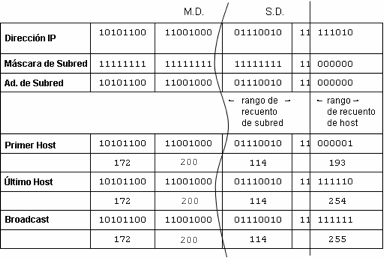 M.D. S.D.
Dirección IP 10101100 11001000 01110010 11 111010
Máscara de Subred 11111111 11111111 11111111 11 000000
Ad. de Subred 10101100 11001000 01110010 11 000000
← rango de → ← rango →
recuento de recuento
de subred de host
Primer Host 10101100 11001000 01110010 11 000001
172 200 114 193
Último Host 10101100 11001000 01110010 11 111110
172 200 114 254
Broadcast 10101100 11001000 01110010 11 111111
172 200 114 255